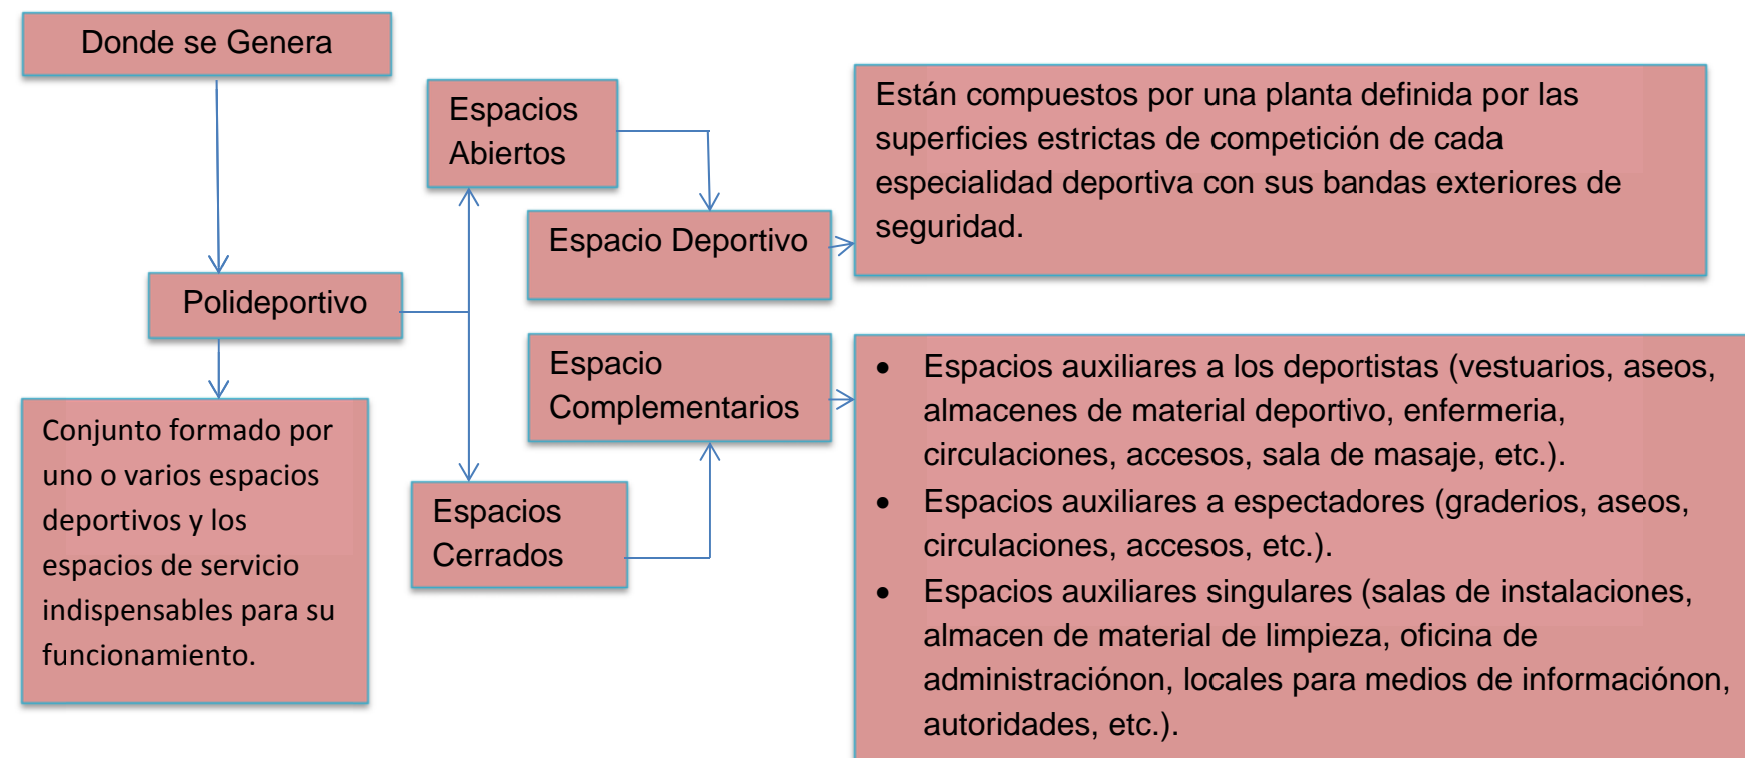 Donde se Genera
Polideportivo
Conjunto formado por
uno o varios espacios
deportivos y los
espacios de servicio
indispensables para su
funcionamiento.
Espacios
Abiertos
Espacio Deportivo
Están compuestos por una planta definida por las
superficies estrictas de competición de cada
especialidad deportiva con sus bandas exteriores de
seguridad.
Espacios
Cerrados
Espacio
Complementarios
• Espacios auxiliares a los deportistas (vestuarios, aseos,
almacenes de material deportivo, enfermeria,
circulaciones, accesos, sala de masaje, etc.).
• Espacios auxiliares a espectadores (graderios, aseos,
circulaciones, accesos, etc.).
• Espacios auxiliares singulares (salas de instalaciones,
almacen de material de limpieza, oficina de
administraciónon, locales para medios de informaciónon,
autoridades, etc.).